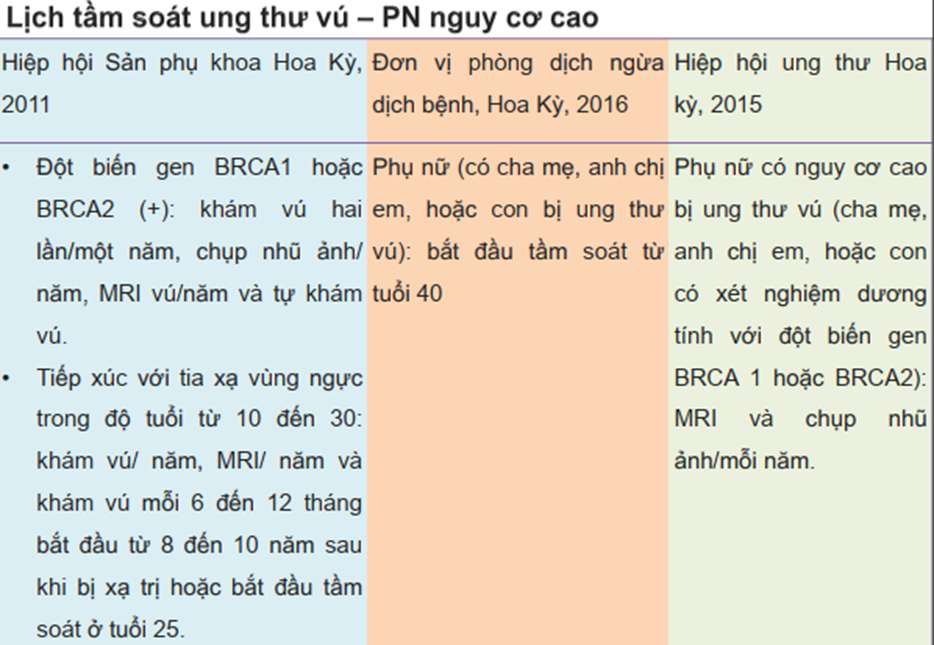 Lịch tầm soát ung thư vú – PN nguy cơ cao
Hiệp hội Sản phụ khoa Hoa Kỳ,
2011
Đơn vị phòng dịch ngừa
dịch bệnh, Hoa Kỳ, 2016
Hiệp hội ung thư Hoa
kỳ, 2015
• Đột biến gen BRCA1 hoặc
BRCA2 (+): khám vú hai
lần/một năm, chụp nhũ ảnh/
năm, MRI vú/năm và tự khám
vú.
• Tiếp xúc với tia xạ vùng ngực
trong độ tuổi từ 10 đến 30:
khám vú/ năm, MRI/ năm và
khám vú mỗi 6 đến 12 tháng
bắt đầu từ 8 đến 10 năm sau
khi bị xạ trị hoặc bắt đầu tầm
soát ở tuổi 25.
Phụ nữ (có cha mẹ, anh chị
em, hoặc con bị ung thư
vú): bắt đầu tầm soát từ
tuổi 40
Phụ nữ có nguy cơ cao
bị ung thư vú (cha mẹ,
anh chị em, hoặc con
có xét nghiệm dương
tính với đột biến gen
BRCA 1 hoặc BRCA2):
MRI và chụp nhũ
ảnh/mỗi năm.